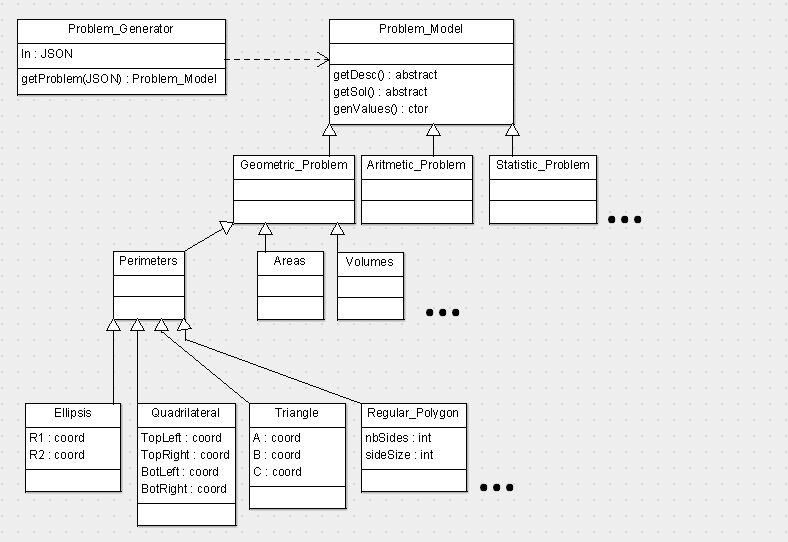 Problem_Generator
In : JSON
getProblem(JSON) : Problem_Model
Problem_Model
getDesc() : abstract
getSol() : abstract
genValues() : ctor
Geometric_Problem
Aritmetic_Problem
Statistic_Problem
Perimeters
Areas
Volumes
Ellipsis
R1 : coord
R2 : coord
Quadrilateral
TopLeft : coord
TopRight : coord
BotLeft : coord
BotRight : coord
Triangle
A : coord
B : coord
C : coord
Regular_Polygon
nbSides : int
sideSize : int